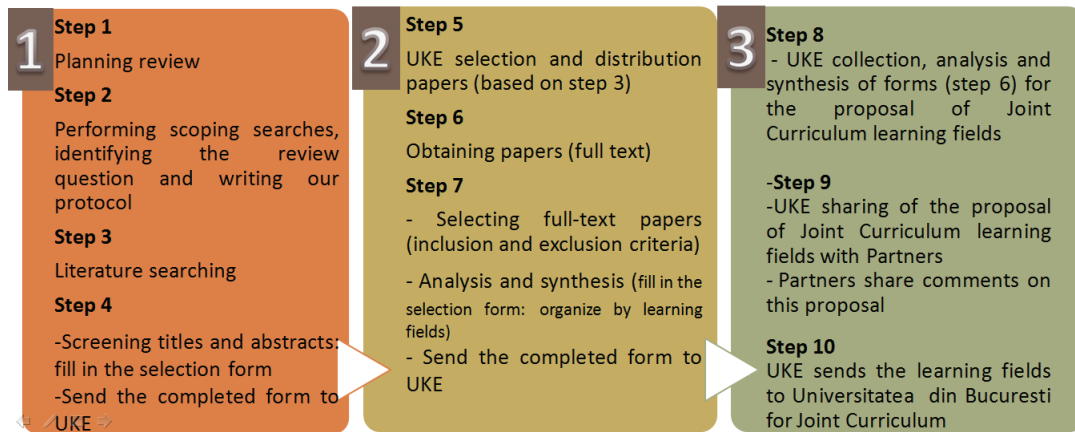 1
Step 1
Planning review
Step 2
Performing scoping searches,
identifying the review
question and writing our
protocol
Step 3
Literature searching
Step 4
-Screening titles and abstracts:
fill in the selection form
-Send the completed form to
UKE
2
Step 5
UKE selection and distribution
papers (based on step 3)
Step 6
Obtaining papers (full text)
Step 7
- Selecting full-text papers
(inclusion and exclusion criteria)
- Analysis and synthesis (fill in the
selection form: organize by learning
fields)
- Send the completed form to
UKE
3
Step 8
- UKE collection, analysis and
synthesis of forms (step 6) for
the proposal of Joint
Curriculum learning fields
-Step 9
-UKE sharing of the proposal
of Joint Curriculum learning
fields with Partners
- Partners share comments on
this proposal
Step 10
UKE sends the learning fields
to Universitatea din Bucuresti
for Joint Curriculum